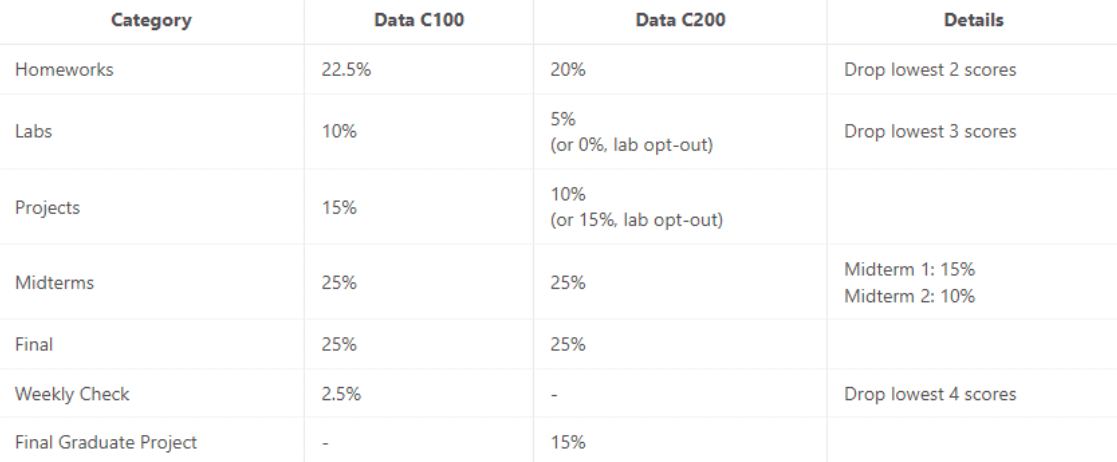 Category Data C100 Data C200 Details
Homeworks 22.5% 20% Drop lowest 2 scores
Labs 10% 5%
(or 0%, lab opt-out) Drop lowest 3 scores
Projects 15% 10%
(or 15%, lab opt-out)
Midterms 25% 25% Midterm 1: 15%
Midterm 2: 10%
Final 25% 25%
Weekly Check 2.5% - Drop lowest 4 scores
Final Graduate Project - 15%